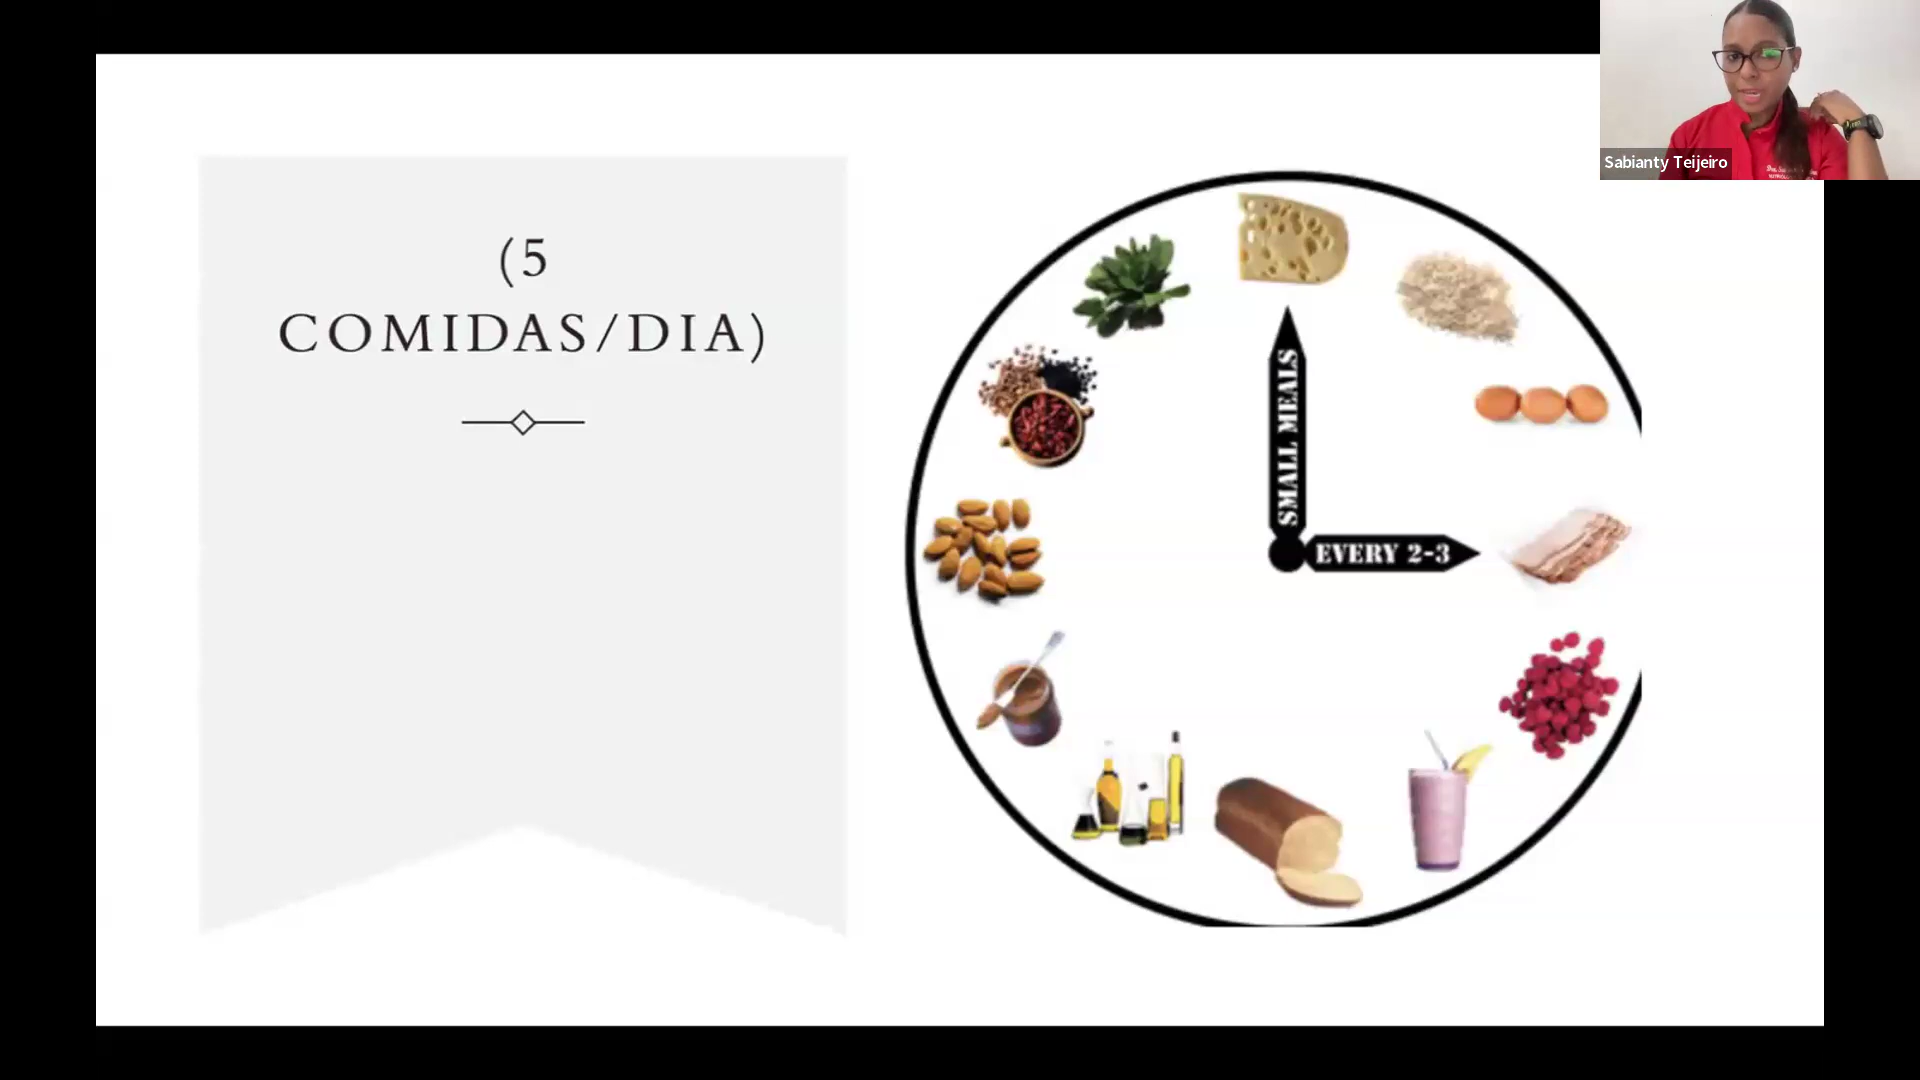 (5
COMIDAS/DIA)
SMALL MEALS
EVERY 2-3
Sabianty Teijeiro